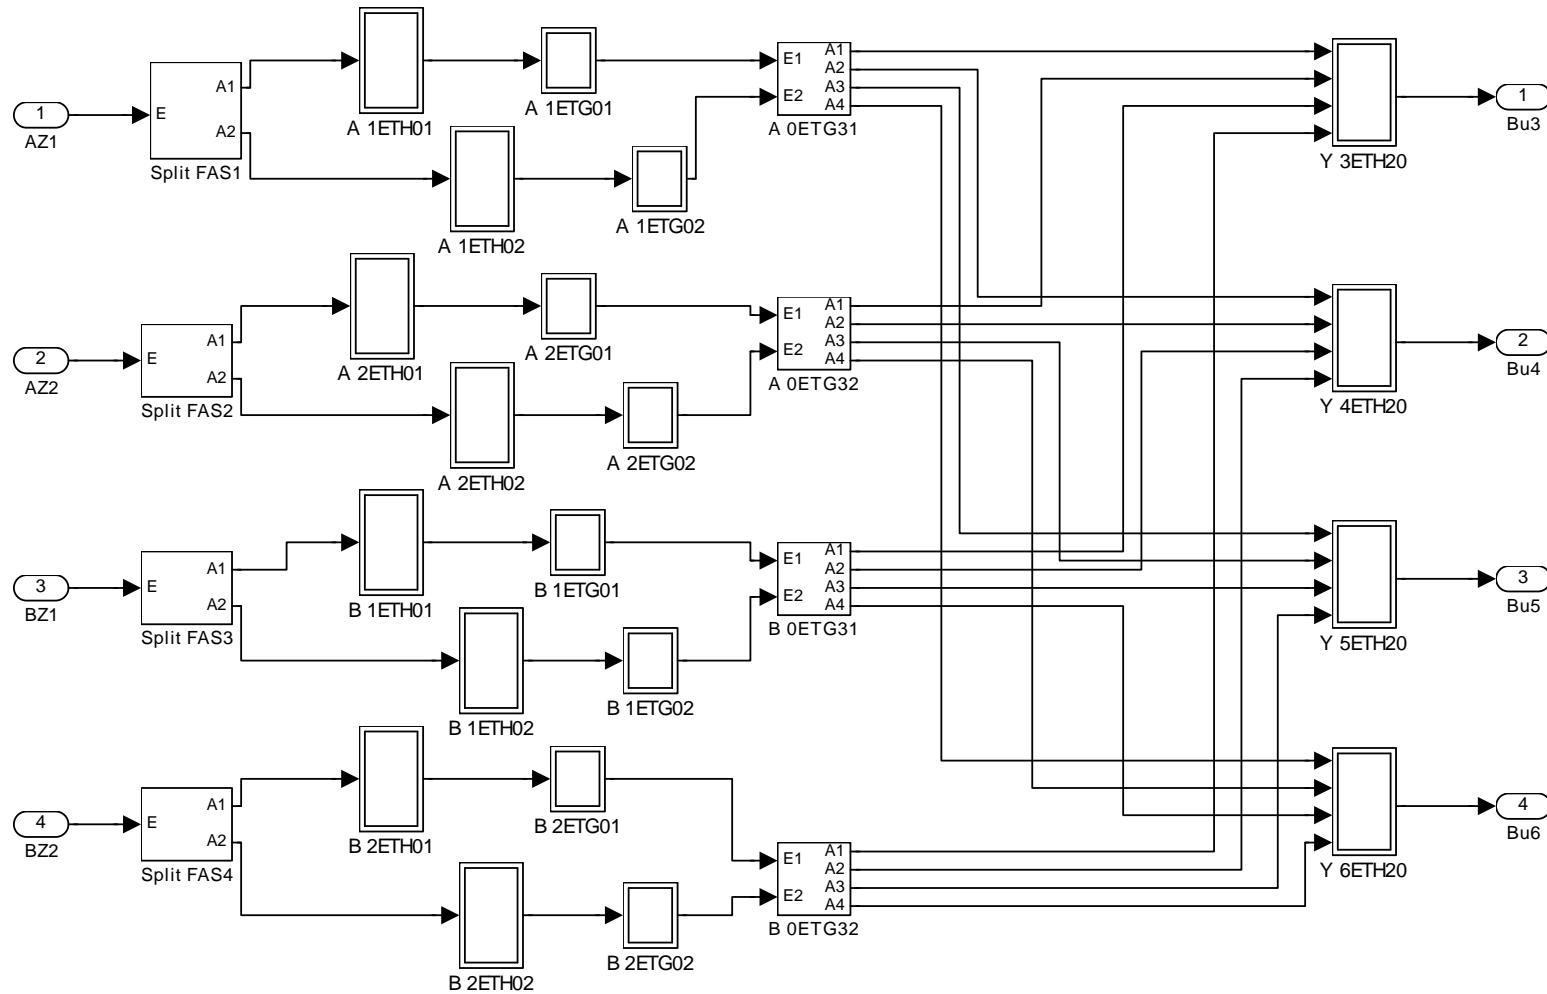 1
AZ1
E
A1
A2
Split FAS1
A 1ETH01
A 1ETG01
A 1ETH02
A 1ETG02
E1
E2
A1
A2
A3
A4
A 0ETG31
Y 3ETH20
1
Bu3
2
AZ2
E
A1
A2
Split FAS2
A 2ETH01
A 2ETG01
A 2ETH02
A 2ETG02
E1
E2
A1
A2
A3
A4
A 0ETG32
Y 4ETH20
2
Bu4
3
BZ1
E
A1
A2
Split FAS3
B 1ETH01
B 1ETG01
B 1ETH02
B 1ETG02
E1
E2
A1
A2
A3
A4
B 0ETG31
Y 5ETH20
3
Bu5
4
BZ2
E
A1
A2
Split FAS4
B 2ETH01
B 2ETG01
B 2ETH02
B 2ETG02
E1
E2
A1
A2
A3
A4
B 0ETG32
Y 6ETH20
4
Bu6